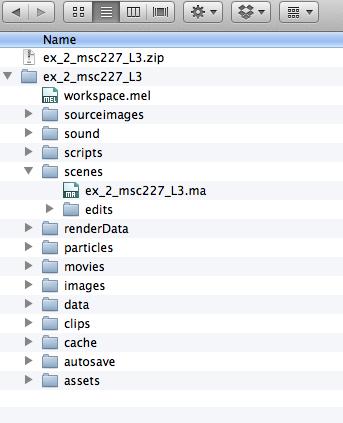 Name
ex_2_msc227_L3.zip
ex_2_msc227_L3
MEL workspace.mel
sourceimages
sound
scripts
scenes
MA ex_2_msc227_L3.ma
edits
renderData
particles
movies
images
data
clips
cache
autosave
assets